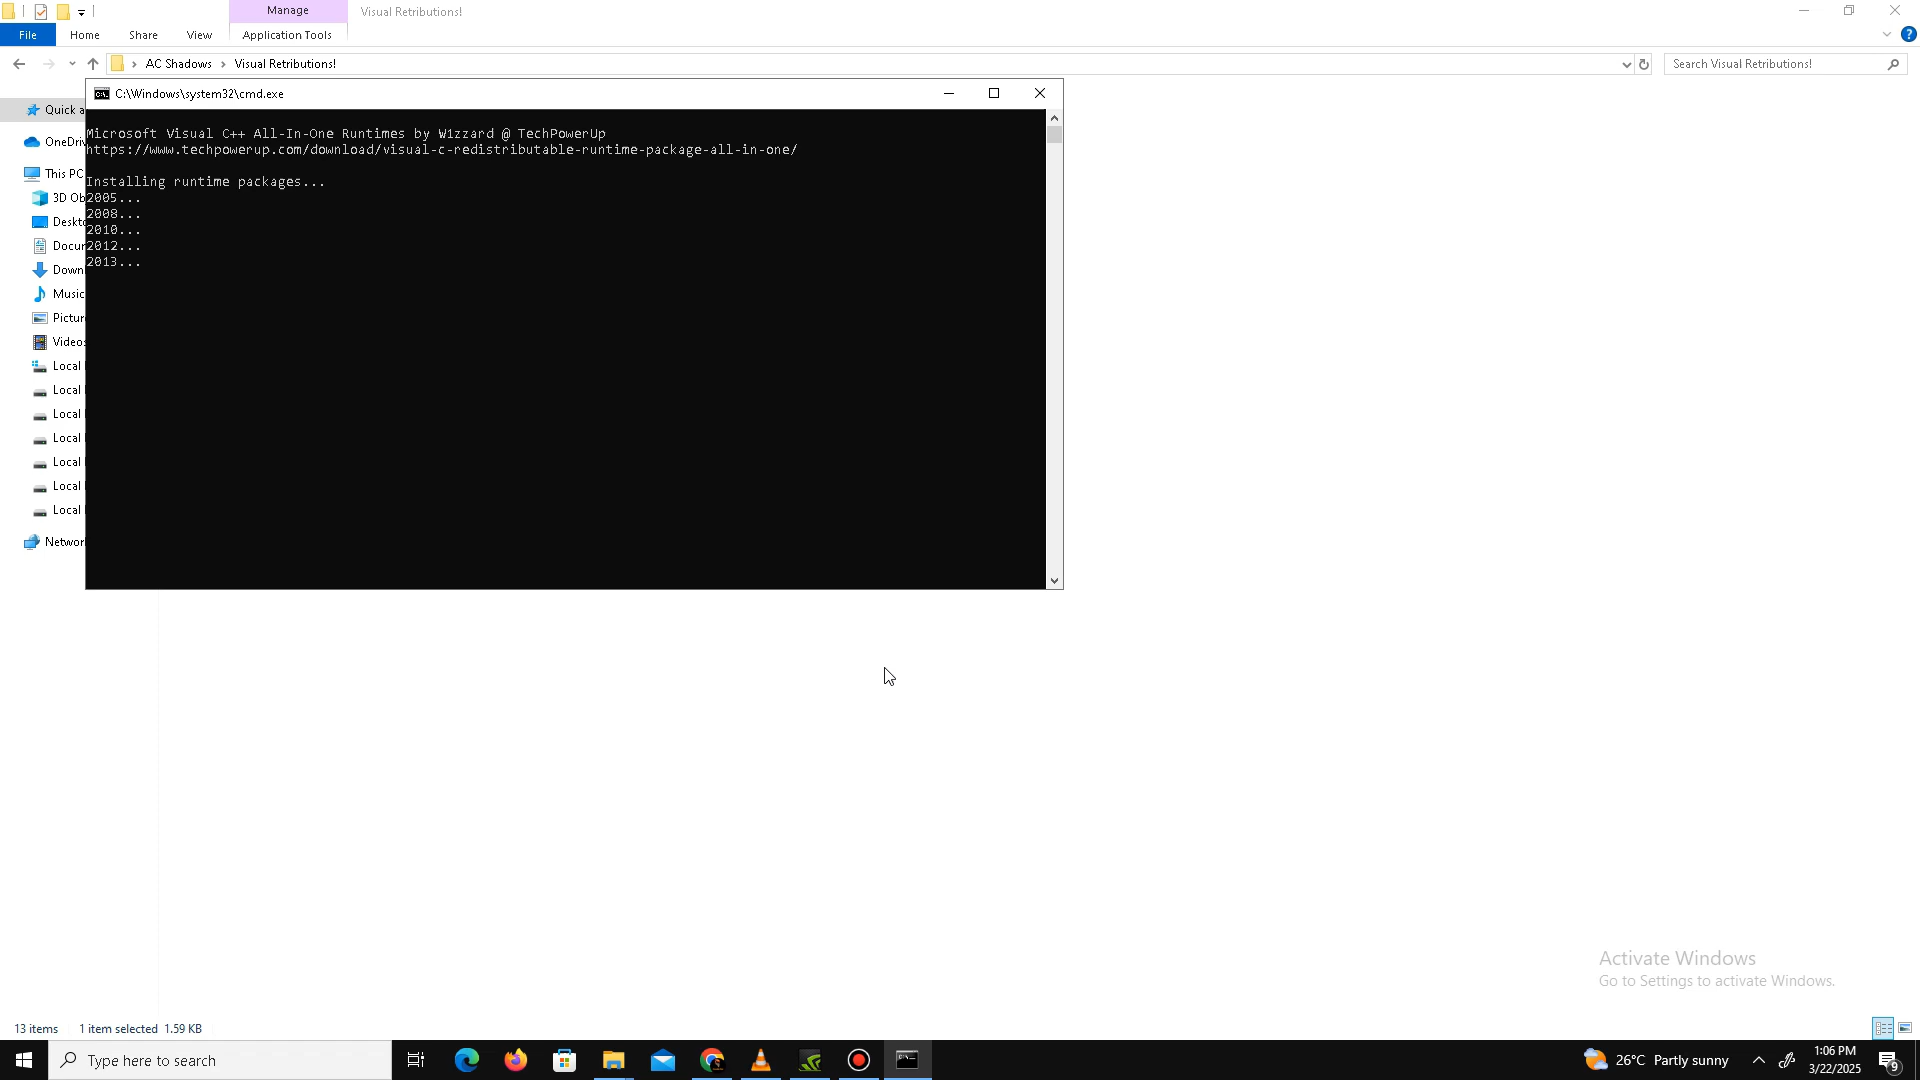 Manage
Visual Retributions!
File
Home
Share
View
Application Tools
AC Shadows
Visual Retributions!
Search Visual Retributions!
C:\Windows\system32\cmd.exe
Microsoft Visual C++ All-In-One Runtimes by W1zzard @ TechPowerUp
https://www.techpowerup.com/download/visual-c-redistributable-runtime-package-all-in-one/
Installing runtime packages...
2005...
2008...
2010...
2012...
2013...
Quick a
OneDriv
This PC
3D Ob
Deskto
Docur
Downl
Music
Pictur
Videos
Local
Local
Local
Local
Local
Local
Local
Networ
Activate Windows
Go to Settings to activate Windows.
13 items
1 item selected 1.59 KB
Type here to search
26°C Partly sunny
1:06 PM
3/22/2025
9